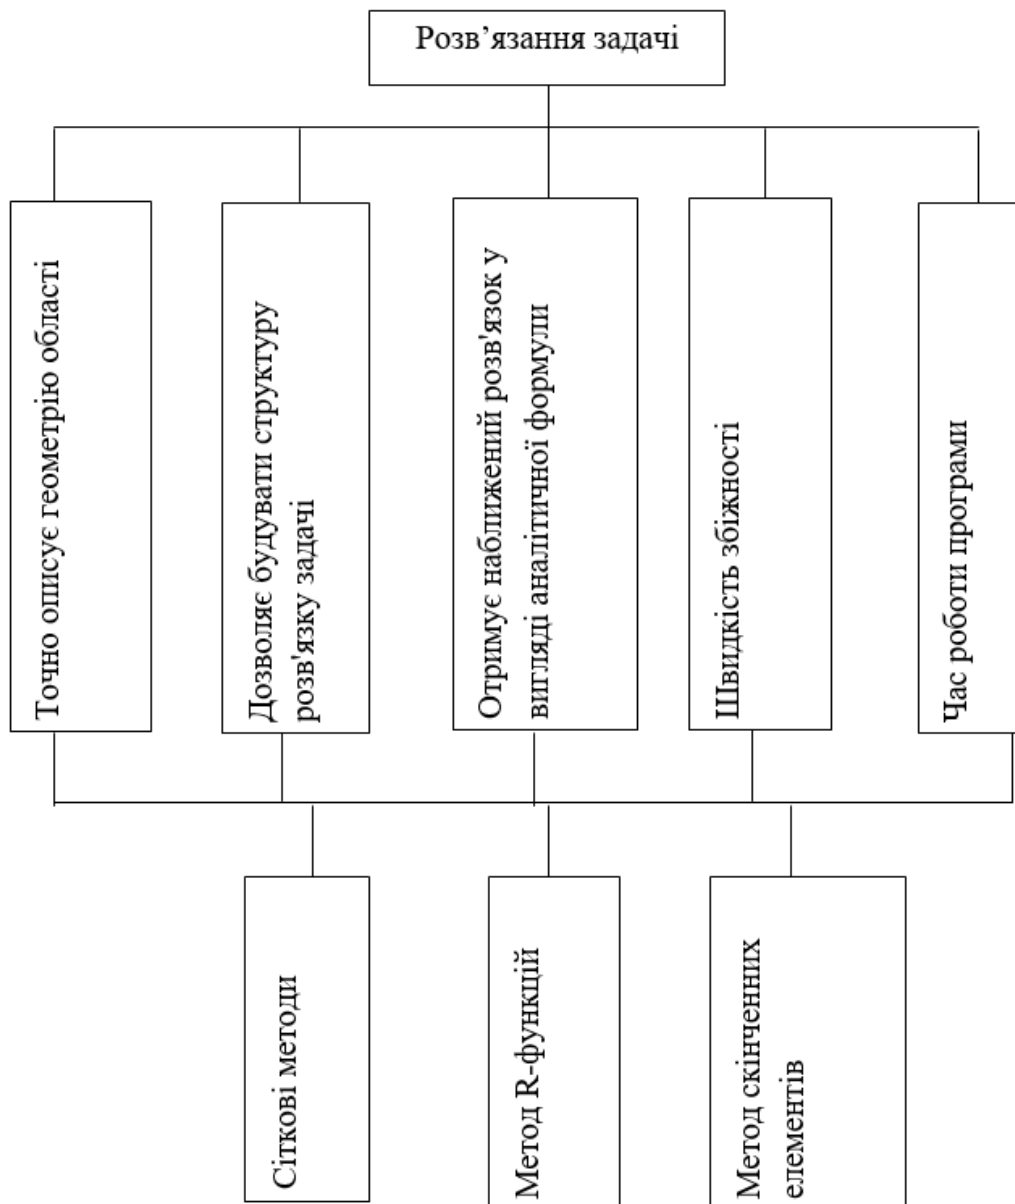 Розв’язання задачі
Точно описує геометрію області
Дозволяє будувати структуру
розв'язку задачі
Отримує наближений розв'язок у
вигляді аналітичної формули
Швидкість збіжності
Час роботи програми
Сіткові методи
Метод R-функцій
Метод скінченних
елементів